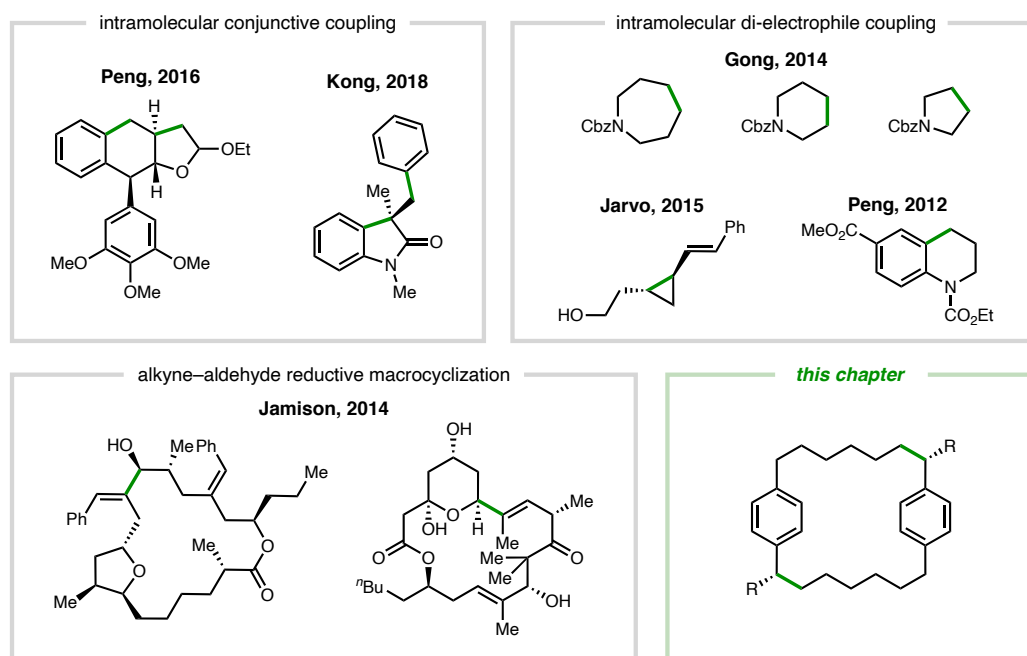 intramolecular conjunctive coupling
Peng, 2016
H
OEt
O
H
MeO
OMe
OMe
Kong, 2018
Me
O
N
Me
intramolecular di-electrophile coupling
Gong, 2014
CbzN
CbzN
CbzN
Jarvo, 2015
Ph
HO
Peng, 2012
MeO2C
N
CO2Et
alkyne–aldehyde reductive macrocyclization
Jamison, 2014
HO
Me
Ph
Me
Ph
Me
O
O
O
Me
OH
O
OH
H
Me
Me
O
O
Me
Me
O
nBu
OH
Me
this chapter
R
R